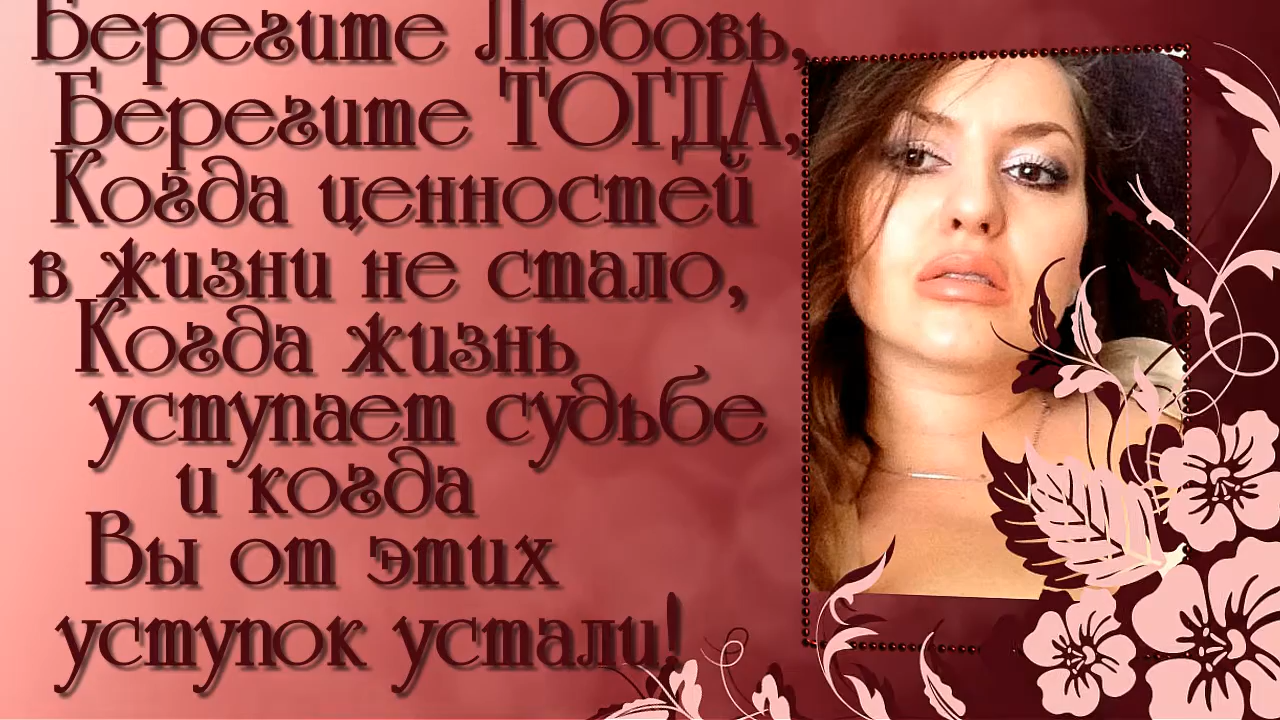 Берегите Любовь,
Берегите ТОГДА,
Когда ценностей
в жизни не стало,
Когда жизнь
уступает судьбе
и когда
Вы от этих
уступок устали!